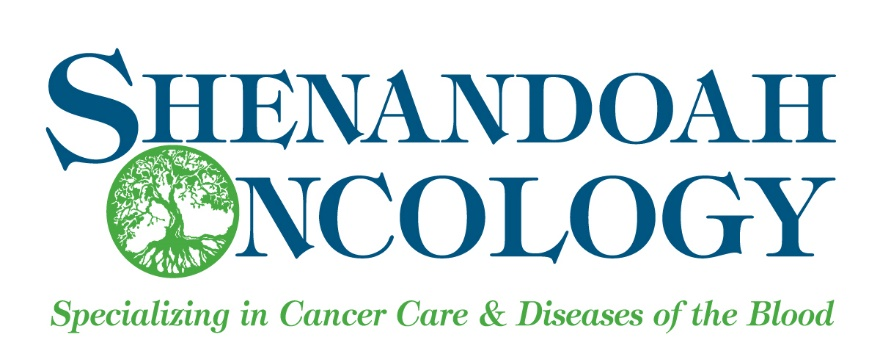 SHENANDOAH
ONCOLOGY
Specializing in Cancer Care & Diseases of the Blood